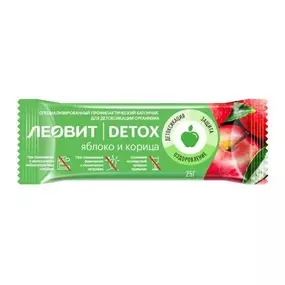 СПЕЦИАЛИЗИРОВАННЫЙ ПРОФИЛАКТИЧЕСКИЙ БАТОНЧИК
ДЛЯ ДЕТОКСИКАЦИИ ОРГАНИЗМА
ЛЕОВИТ | DETOX
яблоко и корица
ДЕТОКСИКАЦИЯ
ЗАЩИТА
ОЗДОРОВЛЕНИЕ
25Г